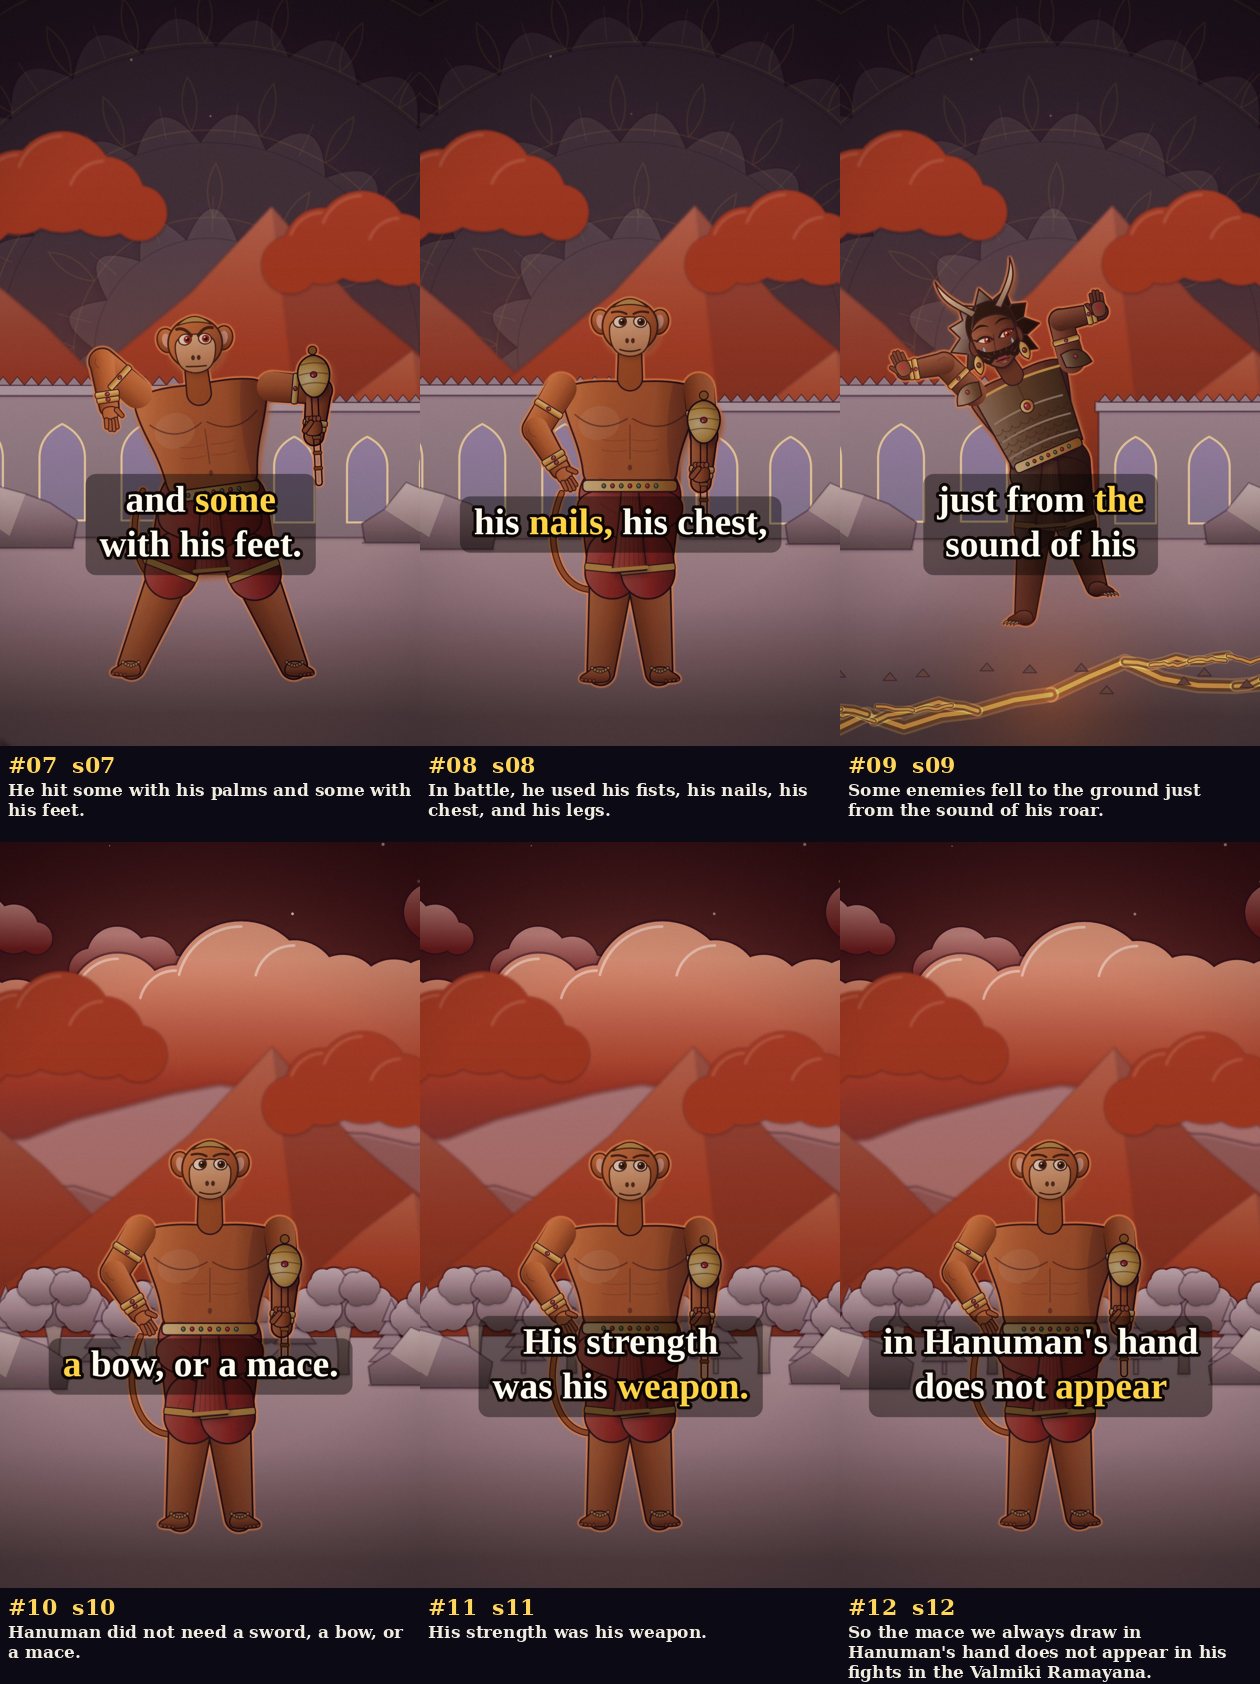 and some
with his feet.
#07 s07
He hit some with his palms and some with
his feet.
his nails, his chest,
#08 s08
In battle, he used his fists, his nails, his
chest, and his legs.
just from the
sound of his
#09 s09
Some enemies fell to the ground just
from the sound of his roar.
a bow, or a mace.
#10 s10
Hanuman did not need a sword, a bow, or
a mace.
His strength
was his weapon.
#11 s11
His strength was his weapon.
in Hanuman's hand
does not appear
#12 s12
So the mace we always draw in
Hanuman's hand does not appear in his
fights in the Valmiki Ramayana.